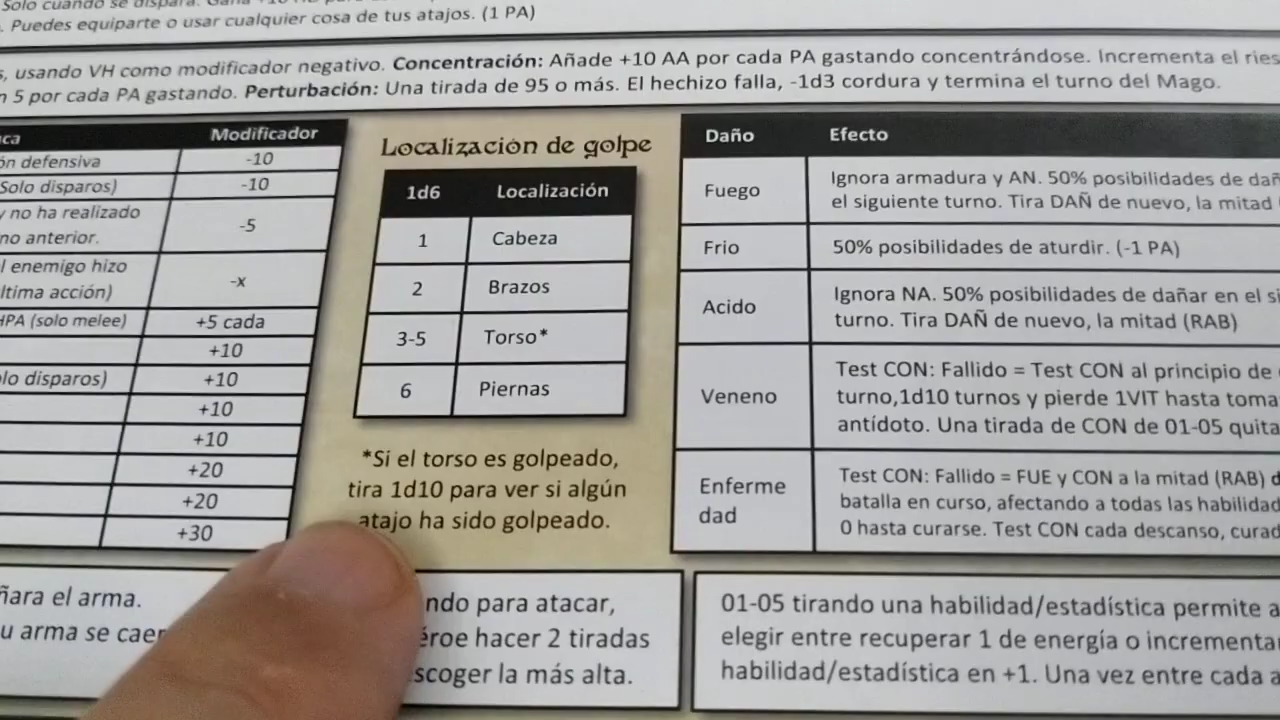 Solo cuando se dispara.
. Puedes equiparte o usar cualquier cosa de tus atajos. (1 PA)
s, usando VH como modificador negativo. Concentración: Añade +10 AA por cada PA gastando concentrándose. Incrementa el ries
n 5 por cada PA gastando. Perturbación: Una tirada de 95 o más. El hechizo falla, -1d3 cordura y termina el turno del Mago.
ca Modificador
ón defensiva -10
Solo disparos) -10
y no ha realizado
no anterior. -5
l enemigo hizo
ltima acción) -x
HPA (solo melee) +5 cada
+10
lo disparos) +10
+10
+10
+20
+20
+30
Localización de golpe
1d6 Localización
1 Cabeza
2 Brazos
3-5 Torso*
6 Piernas
*Si el torso es golpeado,
tira 1d10 para ver si algún
atajo ha sido golpeado.
Daño Efecto
Fuego Ignora armadura y AN. 50% posibilidades de dañ
el siguiente turno. Tira DAÑ de nuevo, la mitad
Frio 50% posibilidades de aturdir. (-1 PA)
Acido Ignora NA. 50% posibilidades de dañar en el si
turno. Tira DAÑ de nuevo, la mitad (RAB)
Veneno Test CON: Fallido = Test CON al principio de
turno,1d10 turnos y pierde 1VIT hasta toma
antídoto. Una tirada de CON de 01-05 quita
Enferme
dad
Test CON: Fallido = FUE y CON a la mitad (RAB) d
batalla en curso, afectando a todas las habilidad
0 hasta curarse. Test CON cada descanso, curad
ñara el arma.
u arma se caer
ndo para atacar,
éroe hacer 2 tiradas
scoger la más alta.
01-05 tirando una habilidad/estadística permite a
elegir entre recuperar 1 de energía o incrementa
habilidad/estadística en +1. Una vez entre cada a